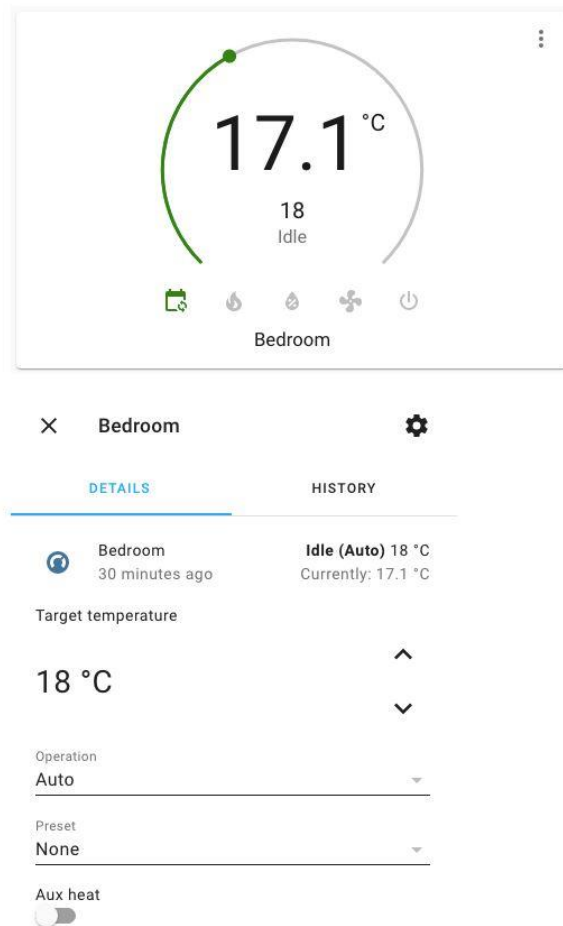 17.1 °C
18
Idle
Bedroom
Bedroom
DETAILS
HISTORY
Bedroom
Idle (Auto) 18 °C
30 minutes ago
Currently: 17.1 °C
Target temperature
18 °C
Operation
Auto
Preset
None
Aux heat